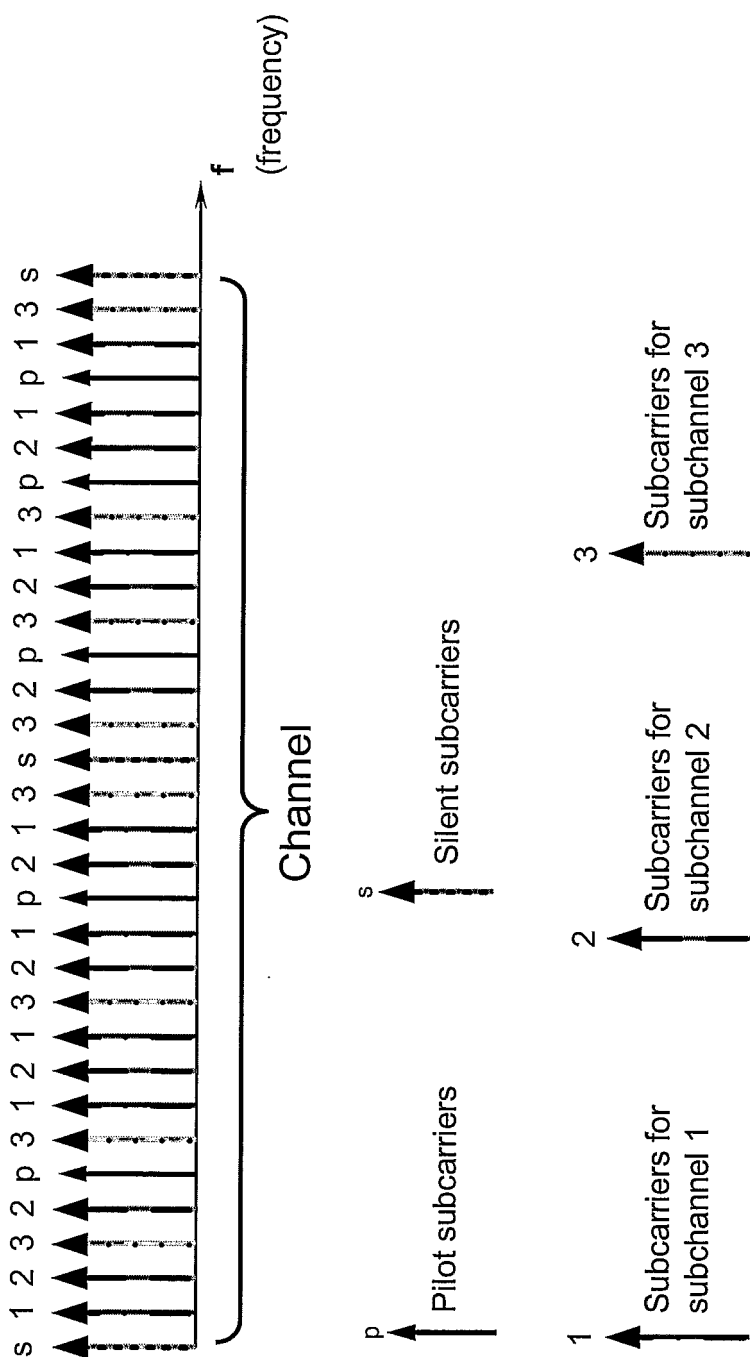 s 1 2 3 2 p 3 1 2 1 3 2 1 p 2 1 3 s 3 2 p 3 2 1 3 p 2 1 p 1 3 s
f
(frequency)
Channel
p
Pilot subcarriers
s
Silent subcarriers
1
Subcarriers for
subchannel 1
2
Subcarriers for
subchannel 2
3
Subcarriers for
subchannel 3